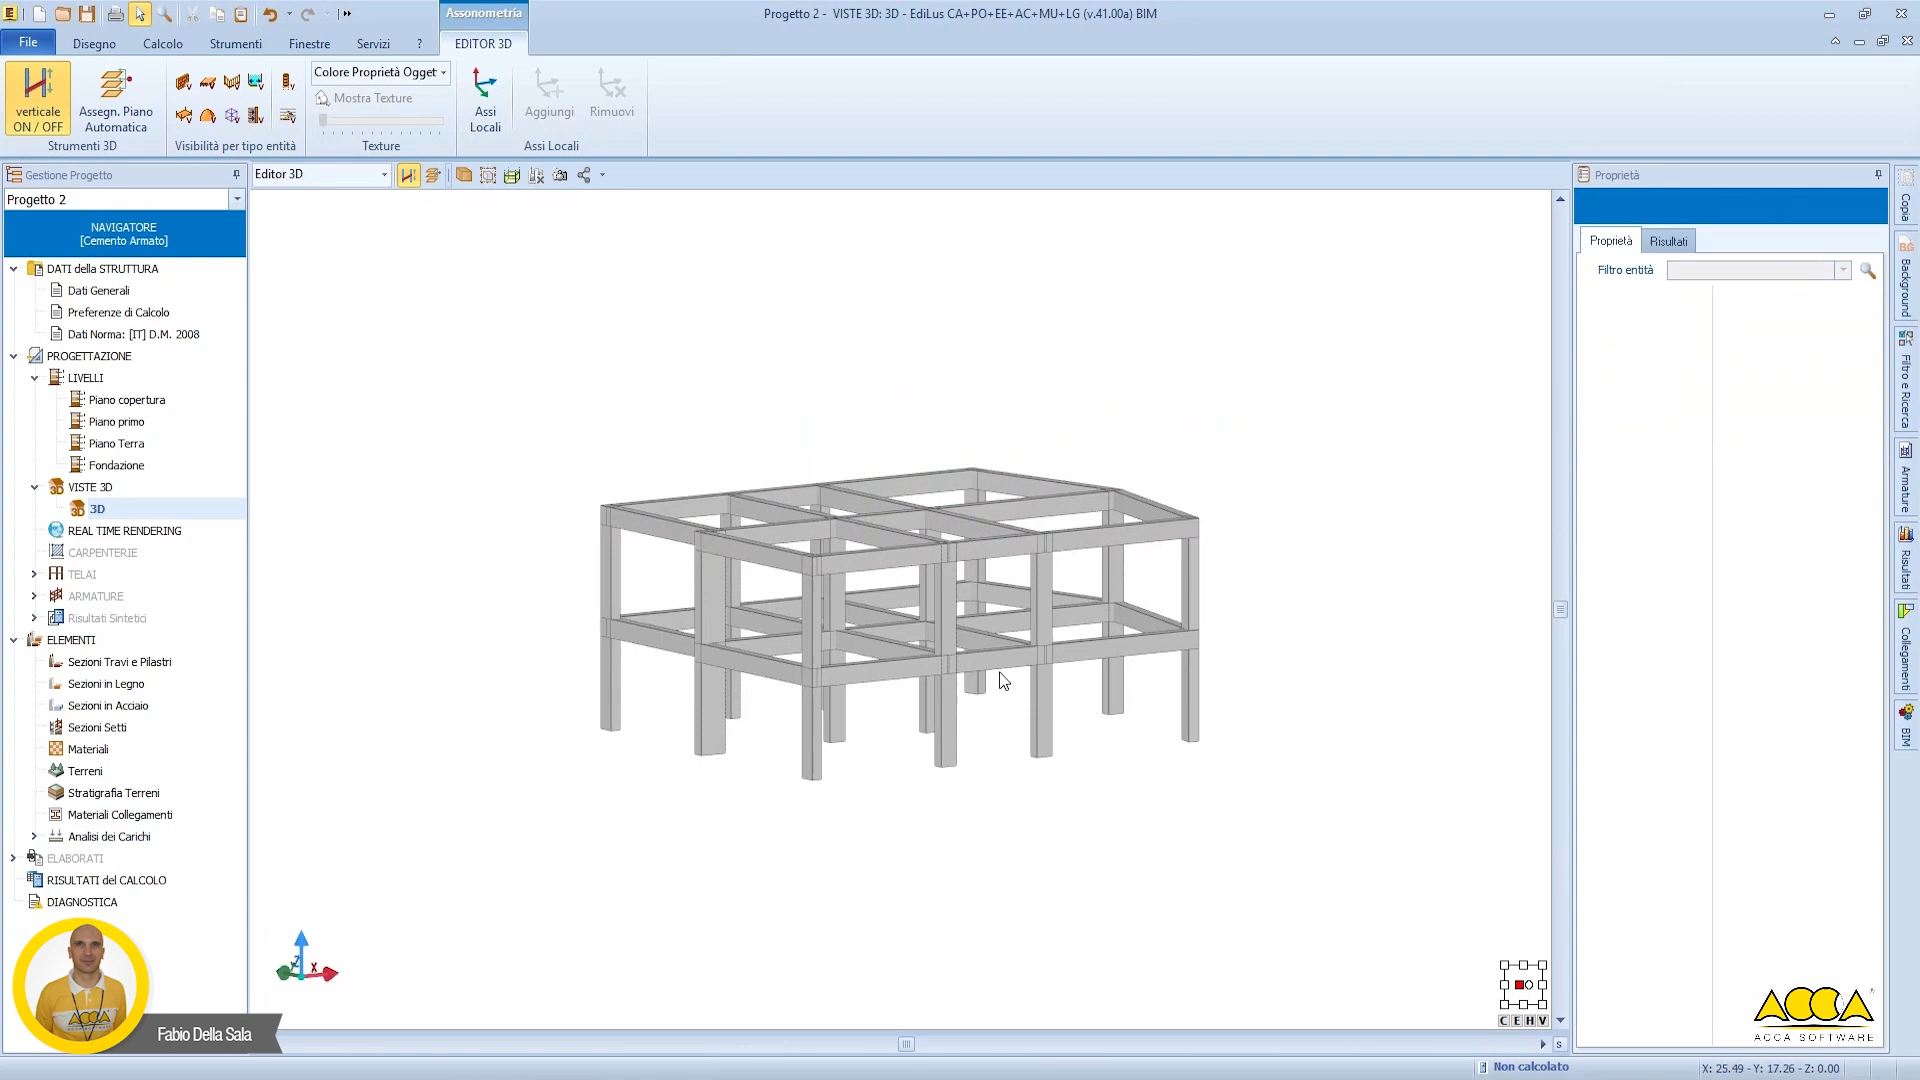 Assonometria
Progetto 2 - VISTE 3D: 3D - EdiLus CA+PO+EE+AC+MU+LG (v.41.00a) BIM
File
Disegno
Calcolo
Strumenti
Finestre
Servizi
?
EDITOR 3D
verticale
ON / OFF
Assegn. Piano
Automatica
Strumenti 3D
Visibilità per tipo entità
Colore Proprietà Ogget
Mostra Texture
Texture
Assi
Locali
Aggiungi
Rimuovi
Assi Locali
Gestione Progetto
Editor 3D
Progetto 2
NAVIGATORE
[Cemento Armato]
DATI della STRUTTURA
Dati Generali
Preferenze di Calcolo
Dati Norma: [IT] D.M. 2008
PROGETTAZIONE
LIVELLI
Piano copertura
Piano primo
Piano Terra
Fondazione
3D VISTE 3D
3D 3D
REAL TIME RENDERING
CARPENTERIE
TELAI
ARMATURE
Risultati Sintetici
ELEMENTI
Sezioni Travi e Pilastri
Sezioni in Legno
Sezioni in Acciaio
Sezioni Setti
Materiali
Terreni
Stratigrafia Terreni
Materiali Collegamenti
Analisi dei Carichi
ELABORATI
RISULTATI del CALCOLO
DIAGNOSTICA
ACCA
Fabio Della Sala
Z
Y
X
C E H V
S
Proprietà
Proprietà
Risultati
Filtro entità
Copia
BG
Background
Filtro e Ricerca
Armature
Risultati
Collegamenti
BIM
ACCA
ACCA SOFTWARE
Non calcolato
X: 25.49 - Y: 17.26 - Z: 0.00